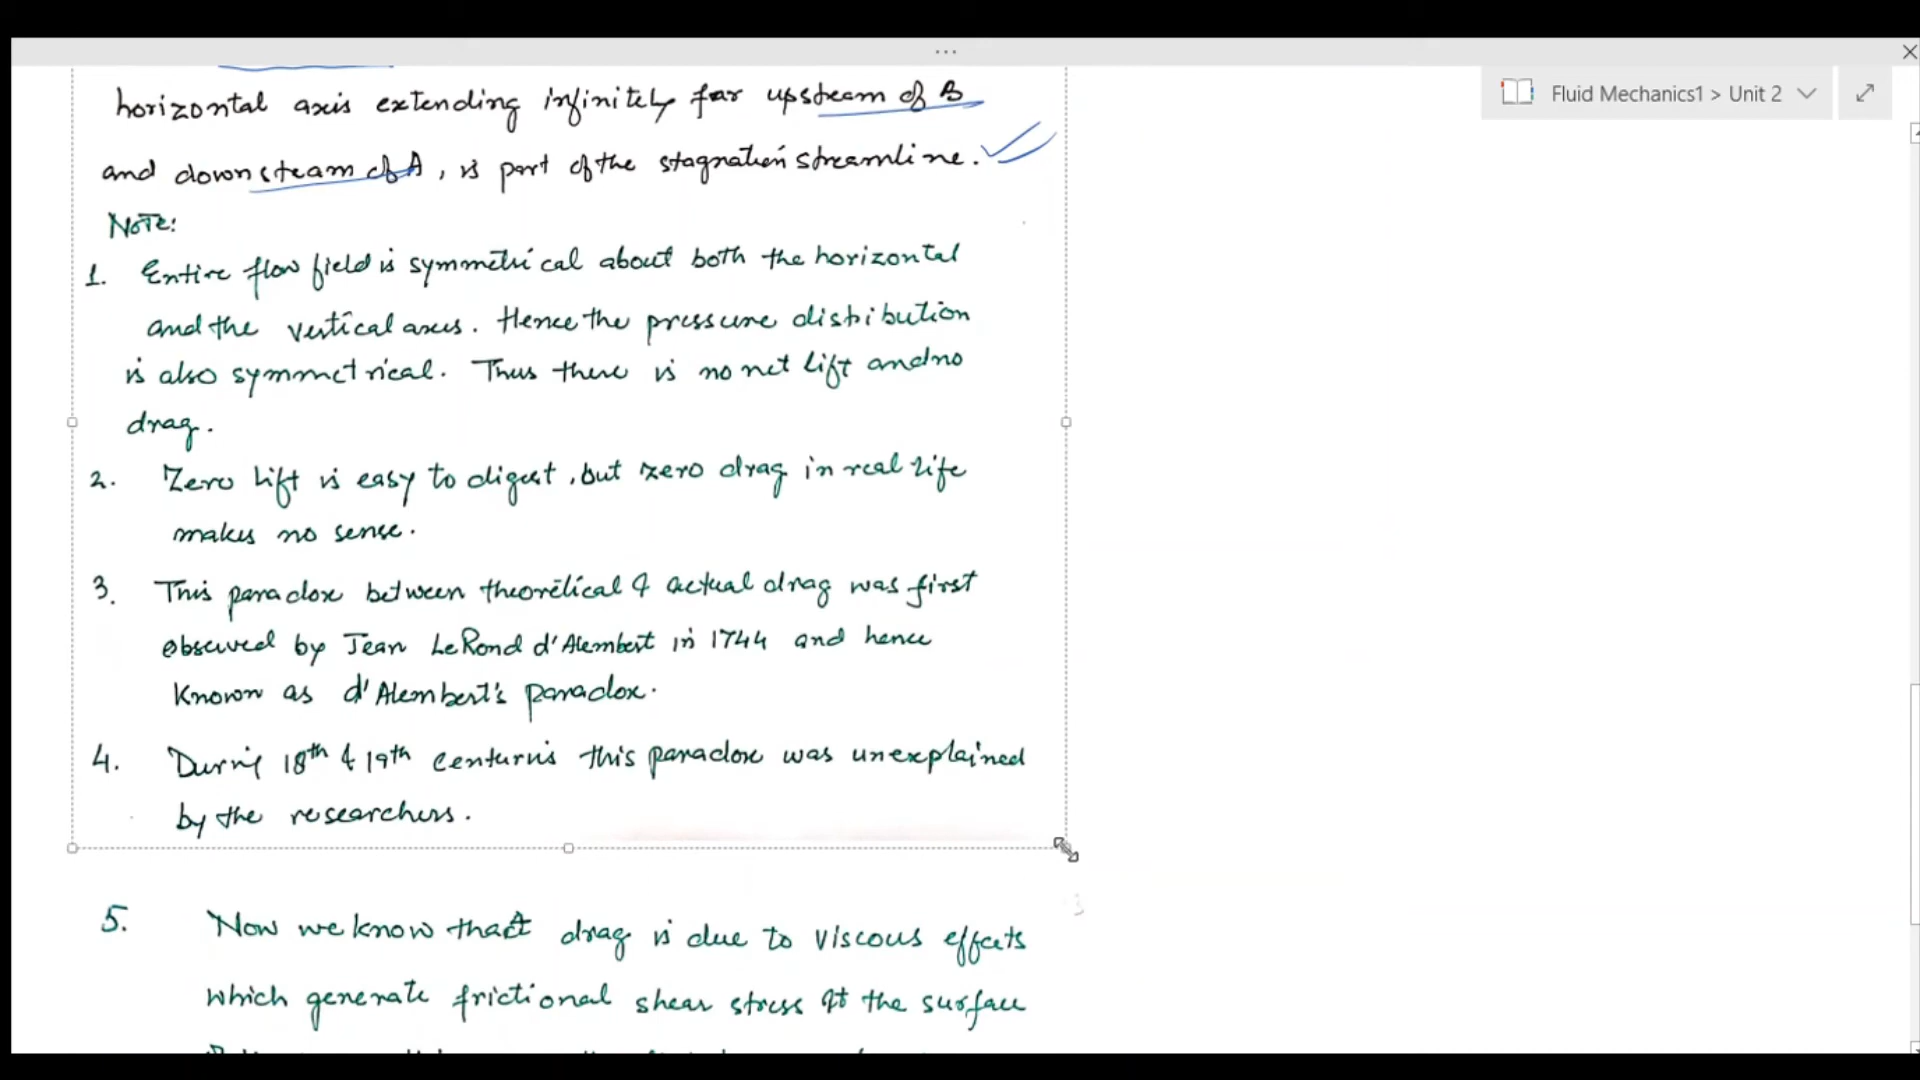 Fluid Mechanics1 > Unit 2
horizontal axis extending infinitely far upsteam of B
and downsteam of A, is part of the stagnation streamline.
NOTE:
1. Entire flow field is symmetrical about both the horizontal
and the vertical axes. Hence the pressure distribution
is also symmetrical. Thus there is no net lift and no
drag.
2. Zero lift is easy to digest, but zero drag in real life
makes no sense.
3. This paradox between theoretical & actual drag was first
observed by Jean LeRond d'Alembert in 1744 and hence
known as d'Alembert's paradox.
4. During 18th & 19th centuries this paradox was unexplained
by the researchers.
5. Now we know that drag is due to viscous effects
which generate frictional shear stress at the surface